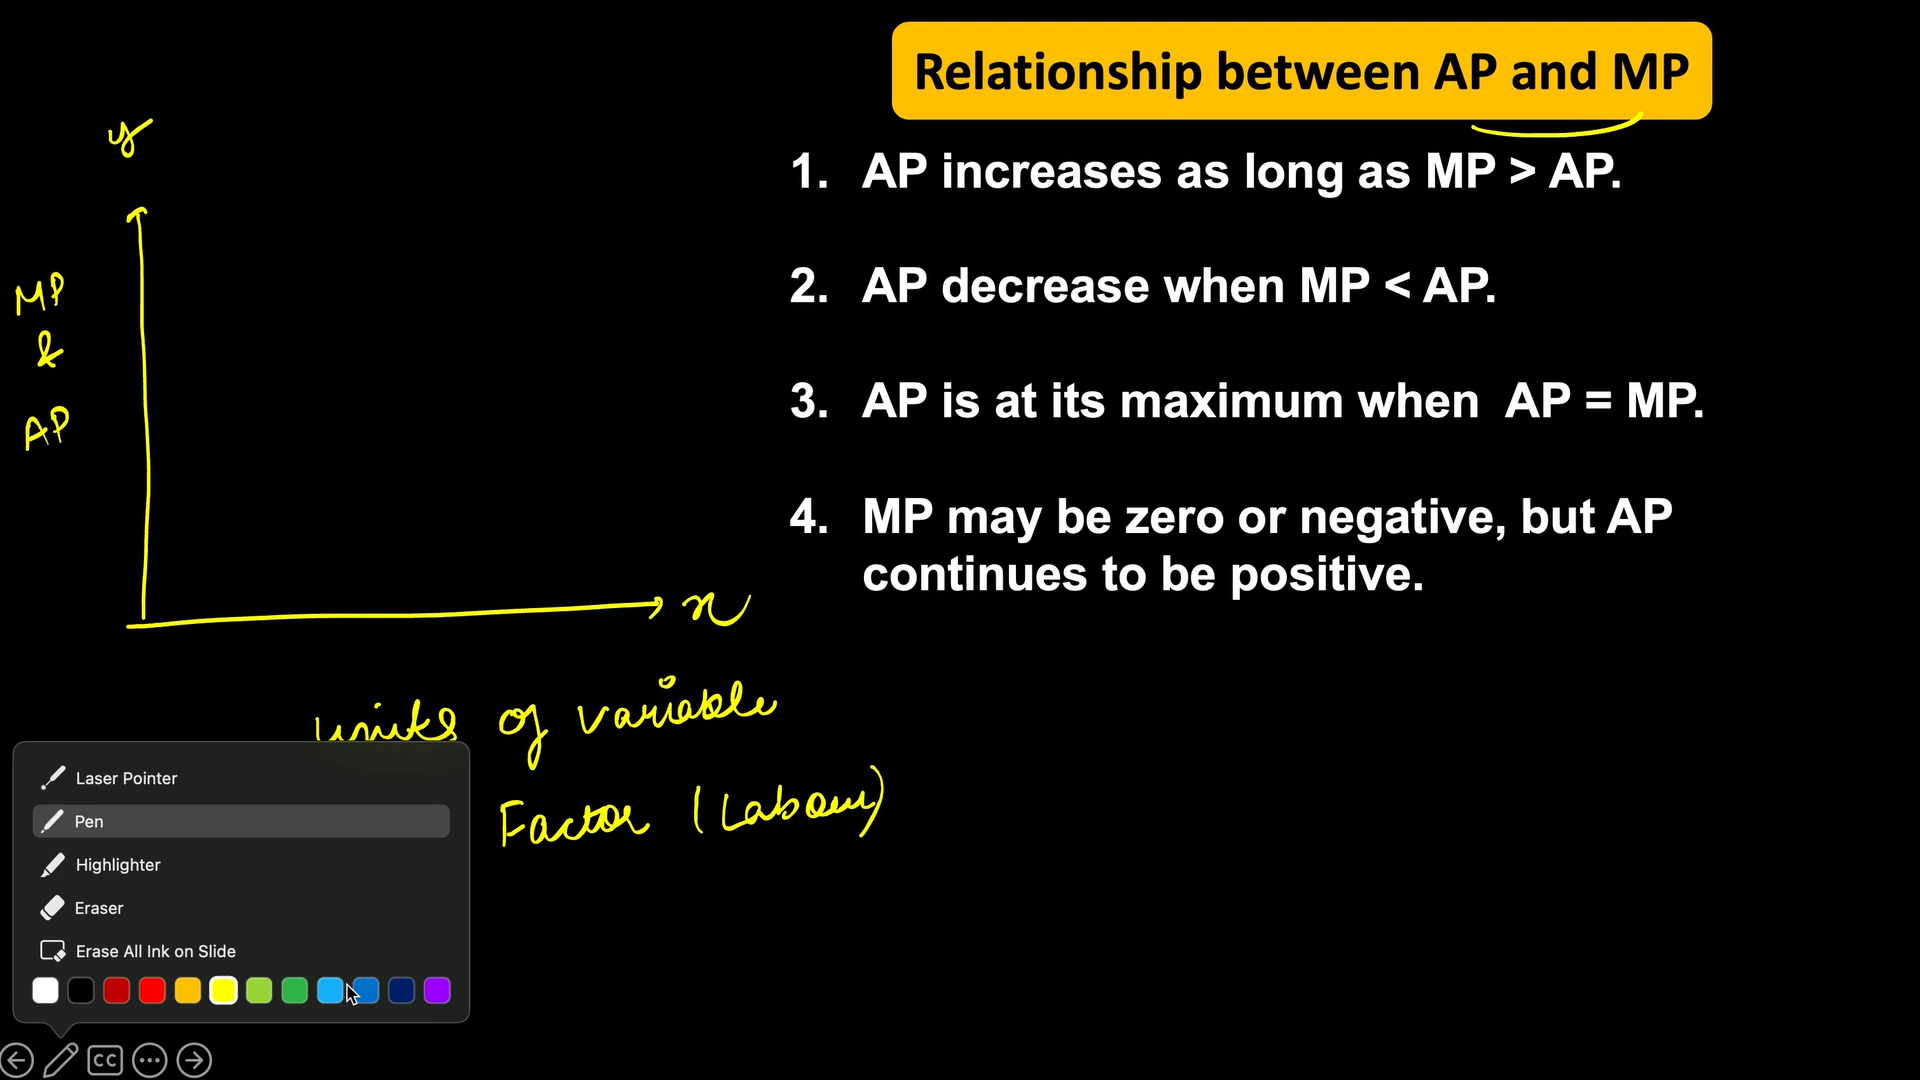 Relationship between AP and MP
1. AP increases as long as MP > AP.
2. AP decrease when MP < AP.
3. AP is at its maximum when AP = MP.
4. MP may be zero or negative, but AP
continues to be positive.
y
MP
&
AP
x
units of variable
Factor (Labour)
Laser Pointer
Pen
Highlighter
Eraser
Erase All Ink on Slide
CC